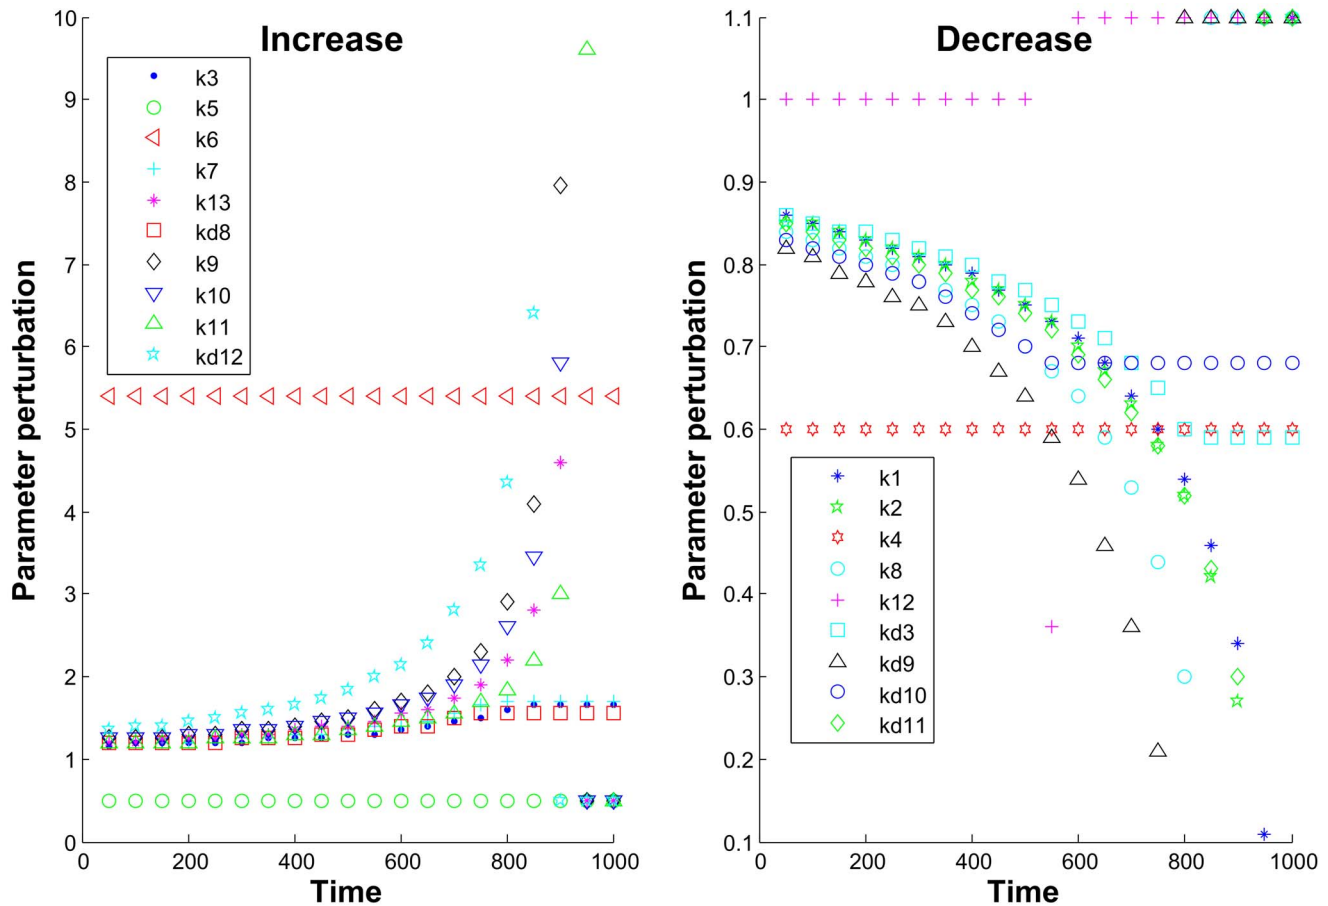 Increase
Parameter perturbation
10
9
8
7
6
5
4
3
2
1
0
k3
k5
k6
k7
k13
kd8
k9
k10
k11
kd12
0
200
400
600
800
1000
Time
Decrease
Parameter perturbation
1.1
1
0.9
0.8
0.7
0.6
0.5
0.4
0.3
0.2
0.1
k1
k2
k4
k8
k12
kd3
kd9
kd10
kd11
0
200
400
600
800
1000
Time